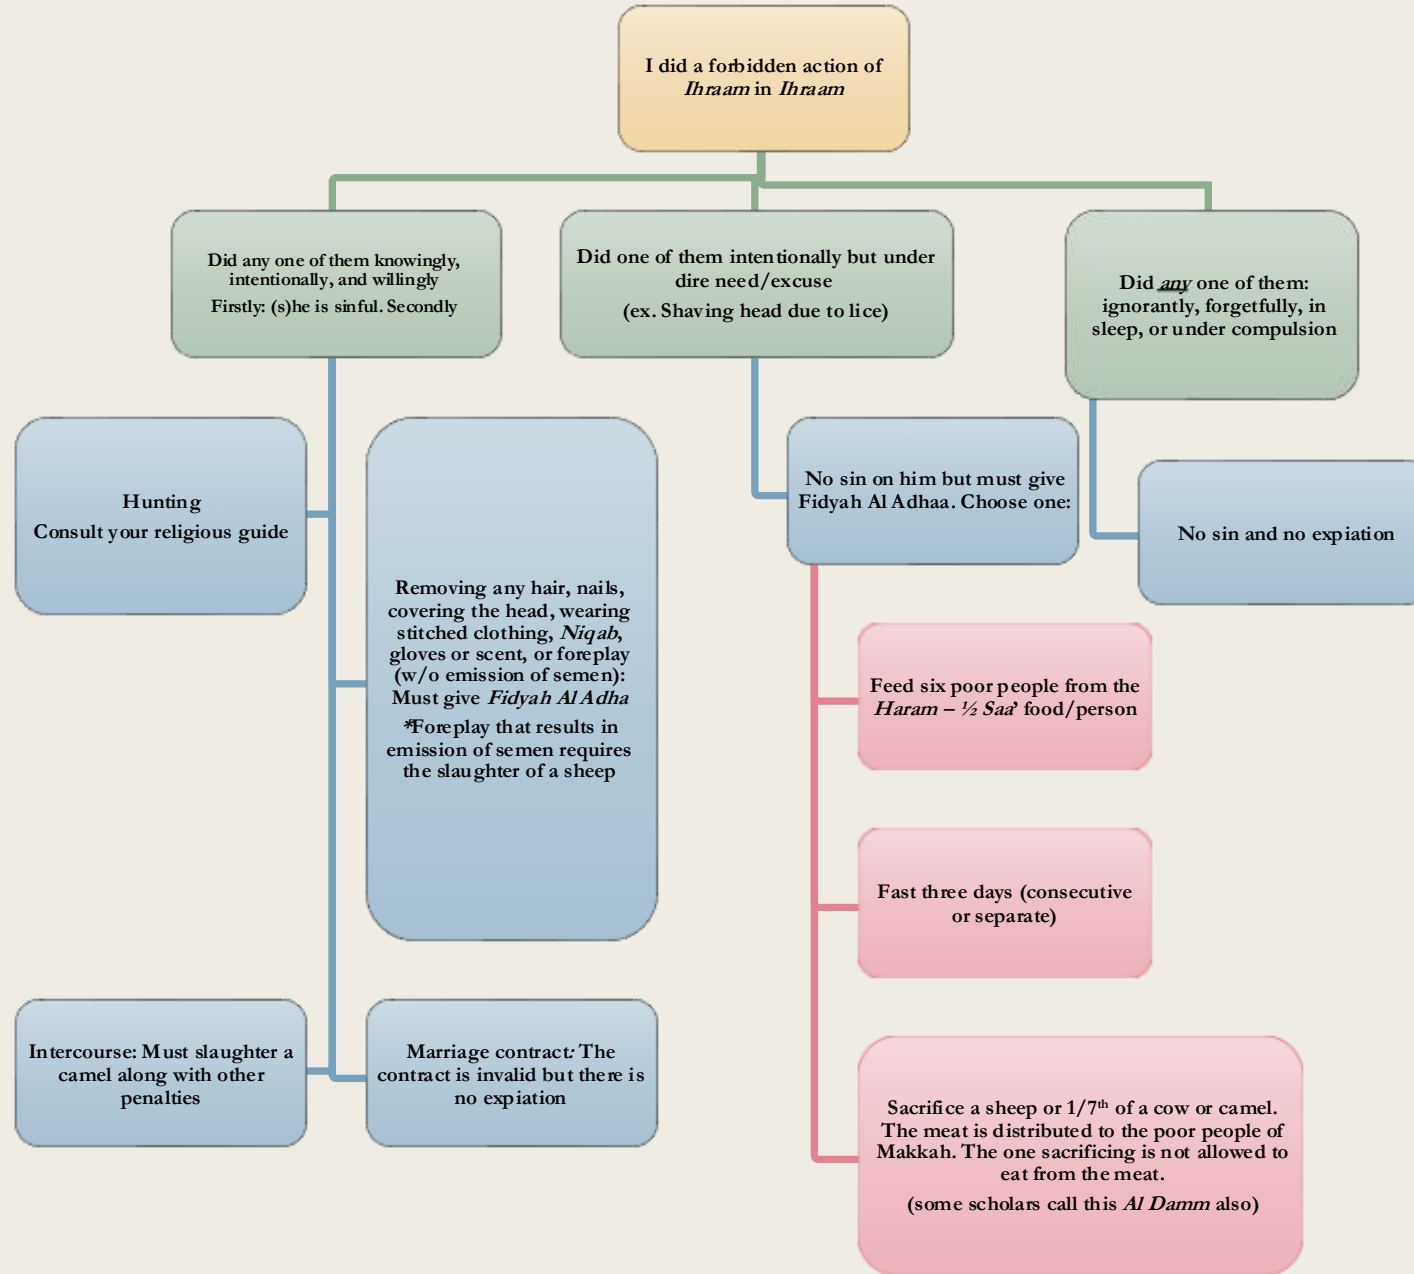 I did a forbidden action of
Ihraam in Ihraam
Did any one of them knowingly,
intentionally, and willingly
Firstly: (s)he is sinful. Secondly
Did one of them intentionally but under
dire need/excuse
(ex. Shaving head due to lice)
Did any one of them:
ignorantly, forgetfully, in
sleep, or under compulsion
Hunting
Consult your religious guide
Removing any hair, nails,
covering the head, wearing
stitched clothing, Niqab,
gloves or scent, or foreplay
(w/o emission of semen):
Must give Fidyah Al Adha
*Foreplay that results in
emission of semen requires
the slaughter of a sheep
Intercourse: Must slaughter a
camel along with other
penalties
Marriage contract: The
contract is invalid but there is
no expiation
No sin on him but must give
Fidyah Al Adhaa. Choose one:
Feed six poor people from the
Haram – ½ Saa' food/person
Fast three days (consecutive
or separate)
Sacrifice a sheep or 1/7th of a cow or camel.
The meat is distributed to the poor people of
Makkah. The one sacrificing is not allowed to
eat from the meat.
(some scholars call this Al Damm also)
No sin and no expiation